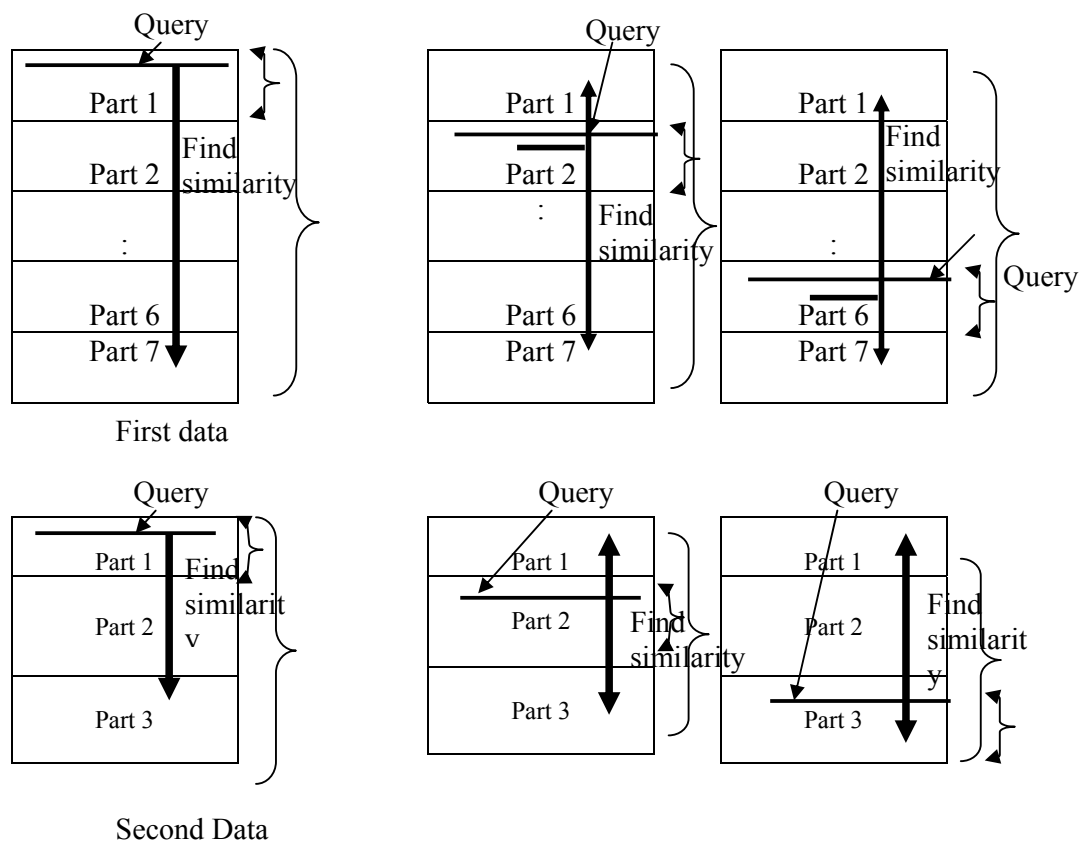 Query
Part 1
Find
similarity
Part 2
:
Part 6
Part 7
First data
Query
Part 1
Part 2
:
Find
similarity
Part 6
Part 7
Part 1
Find
similarity
Part 2
:
Query
Part 6
Part 7
Query
Part 1
Find
similarit
y
Part 2
Part 3
Second Data
Query
Part 1
Part 2
Find
similarity
Part 3
Query
Part 1
Part 2
Find
similarit
y
Part 3